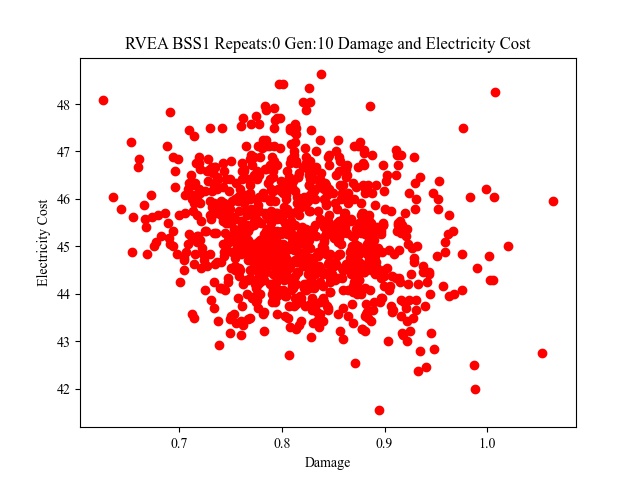 RVEA BSS1 Repeats:0 Gen:10 Damage and Electricity Cost
48
47
46
45
44
43
42
Electricity Cost
0.7 0.8 0.9 1.0
Damage